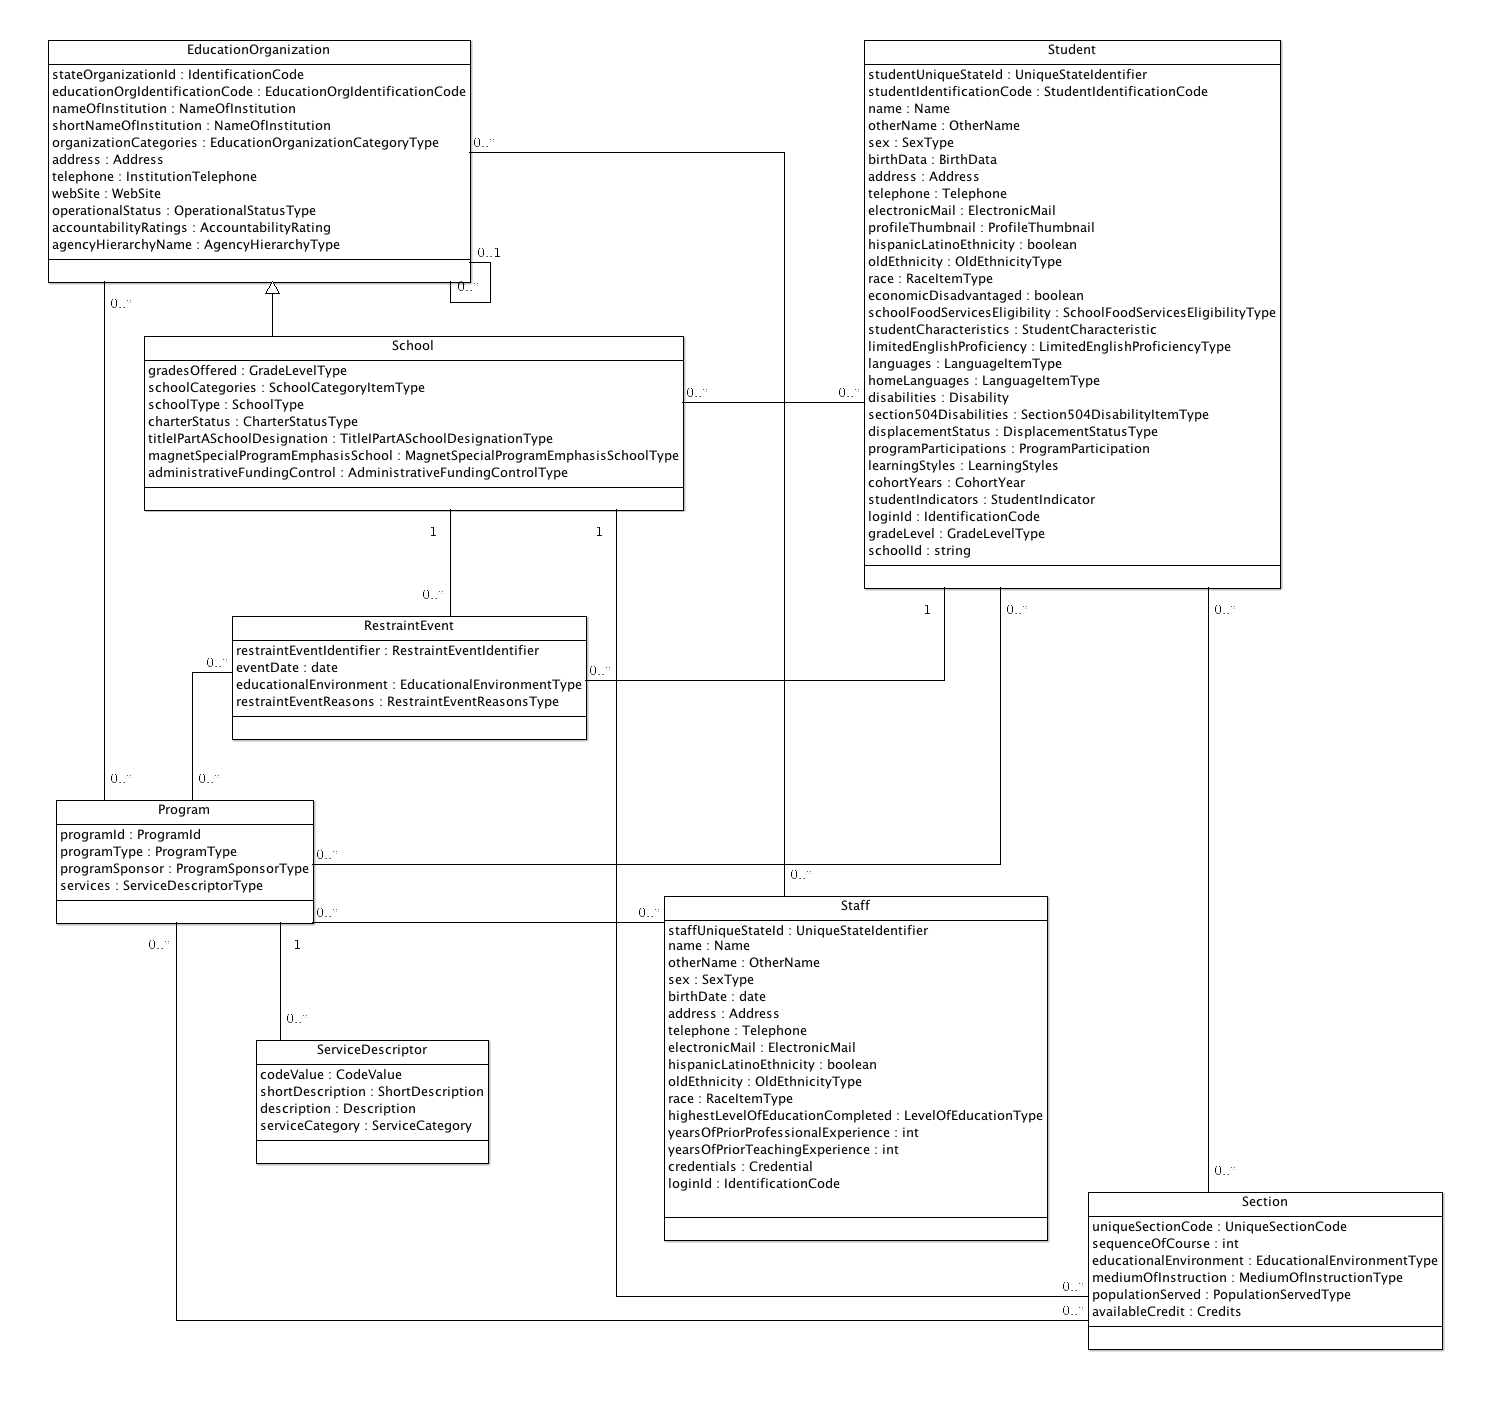 EducationOrganization
stateOrganizationId : IdentificationCode
educationOrgIdentificationCode : EducationOrgIdentificationCode
nameOfInstitution : NameOfInstitution
shortNameOfInstitution : NameOfInstitution
organizationCategories : EducationOrganizationCategoryType
address : Address
telephone : InstitutionTelephone
webSite : WebSite
operationalStatus : OperationalStatusType
accountabilityRatings : AccountabilityRating
agencyHierarchyName : AgencyHierarchyType
0..*
0..1
0..*
0..*
Student
studentUniqueStateId : UniqueStateIdentifier
studentIdentificationCode : StudentIdentificationCode
name : Name
otherName : OtherName
sex : SexType
birthData : BirthData
address : Address
telephone : Telephone
electronicMail : ElectronicMail
profileThumbnail : ProfileThumbnail
hispanicLatinoEthnicity : boolean
oldEthnicity : OldEthnicityType
race : RaceItemType
economicDisadvantaged : boolean
schoolFoodServicesEligibility : SchoolFoodServicesEligibilityType
studentCharacteristics : StudentCharacteristic
limitedEnglishProficiency : LimitedEnglishProficiencyType
languages : LanguageItemType
homeLanguages : LanguageItemType
disabilities : Disability
section504Disabilities : Section504DisabilityItemType
displacementStatus : DisplacementStatusType
programParticipations : ProgramParticipation
learningStyles : LearningStyles
cohortYears : CohortYear
studentIndicators : StudentIndicator
loginId : IdentificationCode
gradeLevel : GradeLevelType
schoolId : string
School
gradesOffered : GradeLevelType
schoolCategories : SchoolCategoryItemType
schoolType : SchoolType
charterStatus : CharterStatusType
titleIPartASchoolDesignation : TitleIPartASchoolDesignationType
magnetSpecialProgramEmphasisSchool : MagnetSpecialProgramEmphasisSchoolType
administrativeFundingControl : AdministrativeFundingControlType
0..*
0..*
1
1
0..*
1
0..*
0..*
RestraintEvent
restraintEventIdentifier : RestraintEventIdentifier
eventDate : date
educationalEnvironment : EducationalEnvironmentType
restraintEventReasons : RestraintEventReasonsType
0..*
0..*
0..*
0..*
Program
programId : ProgramId
programType : ProgramType
programSponsor : ProgramSponsorType
services : ServiceDescriptorType
0..*
0..*
0..*
0..*
0..*
1
0..*
Staff
staffUniqueStateId : UniqueStateIdentifier
name : Name
otherName : OtherName
sex : SexType
birthDate : date
address : Address
telephone : Telephone
electronicMail : ElectronicMail
hispanicLatinoEthnicity : boolean
oldEthnicity : OldEthnicityType
race : RaceItemType
highestLevelOfEducationCompleted : LevelOfEducationType
yearsOfPriorProfessionalExperience : int
yearsOfPriorTeachingExperience : int
credentials : Credential
loginId : IdentificationCode
ServiceDescriptor
codeValue : CodeValue
shortDescription : ShortDescription
description : Description
serviceCategory : ServiceCategory
0..*
Section
uniqueSectionCode : UniqueSectionCode
sequenceOfCourse : int
educationalEnvironment : EducationalEnvironmentType
mediumOfInstruction : MediumOfInstructionType
populationServed : PopulationServedType
availableCredit : Credits
0..*
0..*